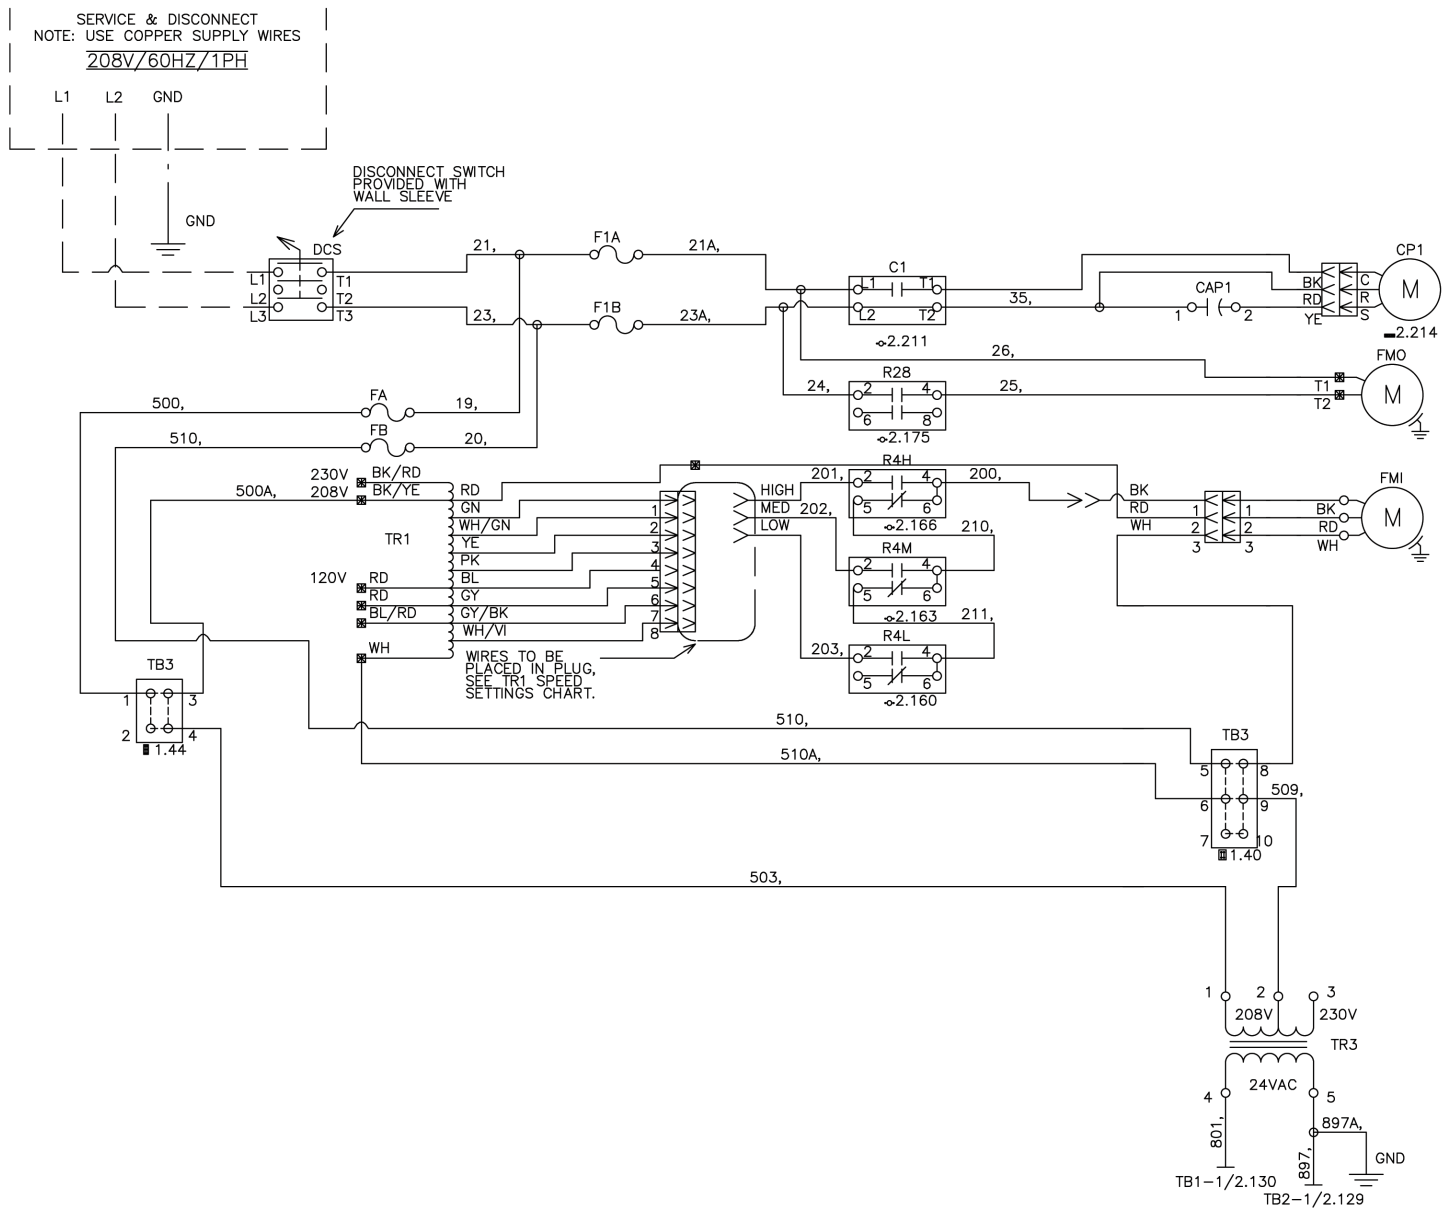 SERVICE & DISCONNECT
NOTE: USE COPPER SUPPLY WIRES
208V/60HZ/1PH
L1 L2 GND
DISCONNECT SWITCH
PROVIDED WITH
WALL SLEEVE
GND
DCS
L1 T1
L2 T2
L3 T3
21, F1A 21A,
23, F1B 23A,
C1
L1 T1
L2 T2
2.211
35,
CAP1
1 2
BK C
RD R
YE S
CP1
M
2.214
26,
FMO
T1
T2
M
R28
24, 2 4 25,
6 8
2.175
500, FA 19,
510, FB 20,
230V BK/RD
208V BK/YE
500A,
TR1
120V RD
RD
BL/RD
WH
RD
GN
WH/GN
YE
PK
BL
GY
GY/BK
WH/VI
1
2
3
4
5
6
7
8
WIRES TO BE
PLACED IN PLUG,
SEE TR1 SPEED
SETTINGS CHART.
HIGH
MED
LOW
R4H
201, 2 4 200,
5 6
2.166
210,
202, R4M
2 4
5 6
2.163
211,
R4L
203, 2 4
5 6
2.160
BK
RD 1 1 BK
WH 2 2 RD
3 3 WH
FMI
M
TB3
1 3
2 4
1.44
510,
510A,
TB3
5 8
6 9 509,
7 10
1.40
503,
1 2 3
208V 230V
TR3
24VAC
4 5
801,
897A,
897,
GND
TB1-1/2.130
TB2-1/2.129